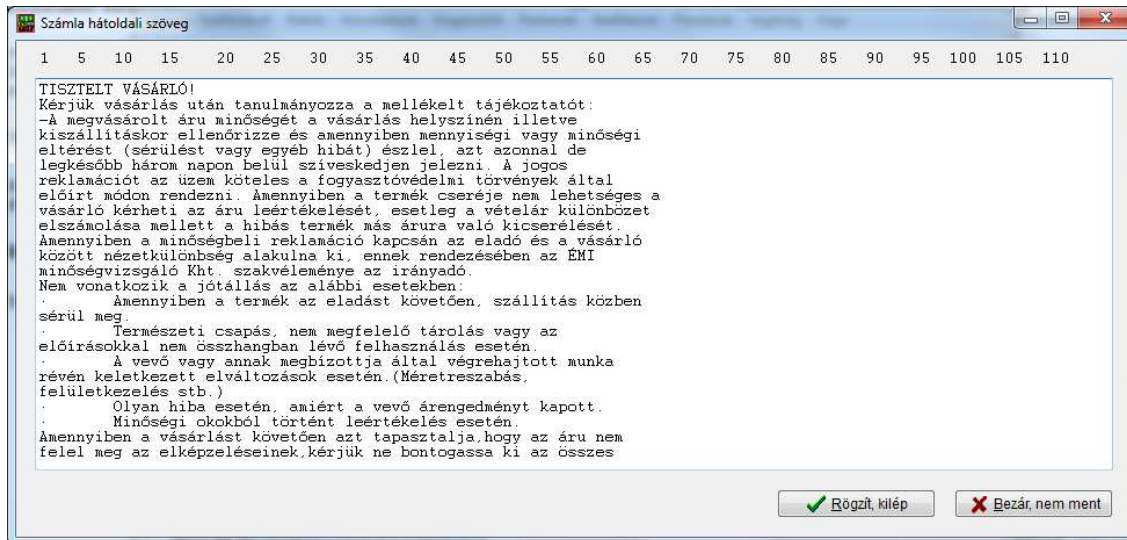 Számla hátoldali szöveg
1 5 10 15 20 25 30 35 40 45 50 55 60 65 70 75 80 85 90 95 100 105 110
TISZTELT VÁSÁRLÓ!
Kérjük vásárlás után tanulmányozza a mellékelt tájékoztatót:
-A megvásárolt áru minőségét a vásárlás helyszínén illetve
kiszállításkor ellenőrizze és amennyiben mennyiségi vagy minőségi
eltérést (sérülést vagy egyéb hibát) észlel, azt azonnal de
legkésőbb három napon belül szíveskedjen jelezni. A jogos
reklamációt az üzem köteles a fogyasztóvédelmi törvények által
előírt módon rendezni. Amennyiben a termék cseréje nem lehetséges a
vásárló kérheti az áru leértékelését, esetleg a vételár különbözet
elszámolása mellett a hibás termék más árura való kicserélését.
Amennyiben a minőségbeli reklamáció kapcsán az eladó és a vásárló
között nézetkülönbség alakulna ki, ennek rendezésében az ÉMI
minőségvizsgáló Kht. szakvéleménye az irányadó.
Nem vonatkozik a jótállás az alábbi esetekben:
· Amennyiben a termék az eladást követően, szállítás közben
sérül meg.
· Természeti csapás, nem megfelelő tárolás vagy az
előírásokkal nem összhangban lévő felhasználás esetén.
· A vevő vagy annak megbízottja által végrehajtott munka
révén keletkezett elváltozások esetén.(Méretreszabás,
felületkezelés stb.)
· Olyan hiba esetén, amiért a vevő árengedményt kapott.
· Minőségi okokból történt leértékelés esetén.
Amennyiben a vásárlást követően azt tapasztalja,hogy az áru nem
felel meg az elképzeléseinek,kérjük ne bontogassa ki az összes
Rögzít, kilép
Bezár, nem ment